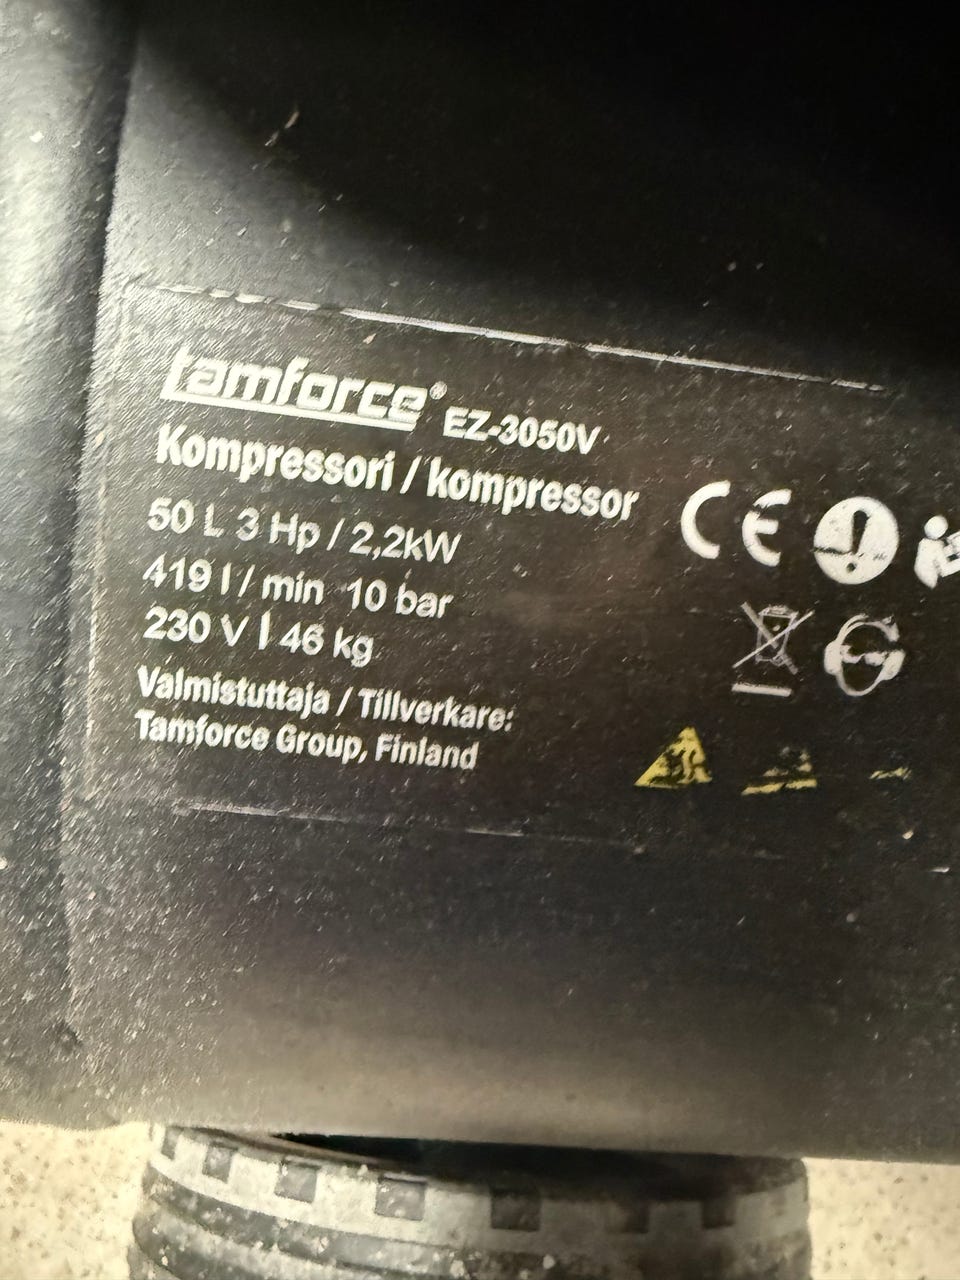 tamforce® EZ-3050V
Kompressori / kompressor
50 L 3 Hp / 2,2kW
419 l / min 10 bar
230 V | 46 kg
Valmistuttaja / Tillverkare:
Tamforce Group, Finland
CE